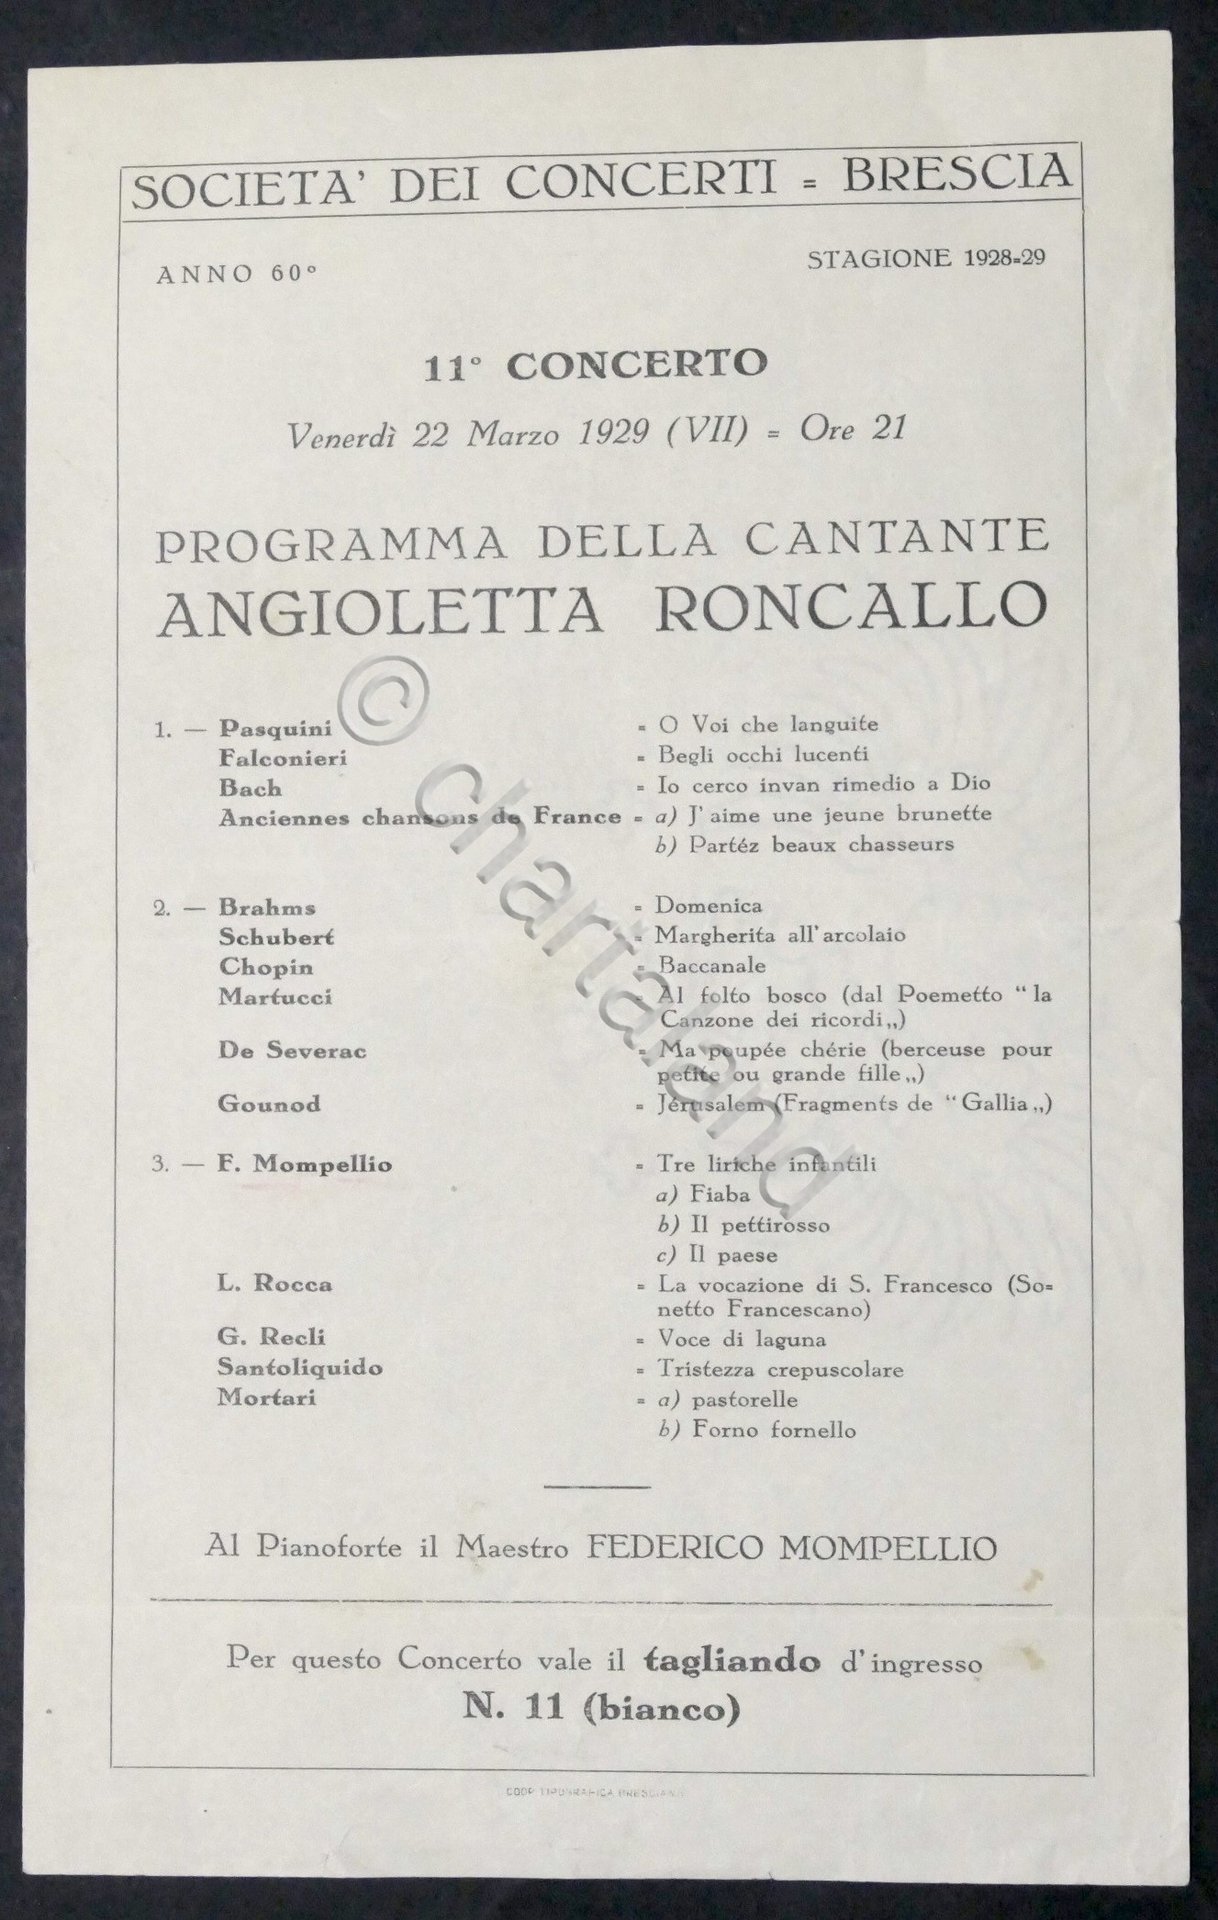 SOCIETA' DEI CONCERTI = BRESCIA
ANNO 60° STAGIONE 1928=29
11° CONCERTO
Venerdì 22 Marzo 1929 (VII) = Ore 21
PROGRAMMA DELLA CANTANTE
ANGIOLETTA RONCALLO
1. — Pasquini = O Voi che languite
Falconieri = Begli occhi lucenti
Bach = Io cerco invan rimedio a Dio
Anciennes chansons de France = a) J'aime une jeune brunette
b) Partéz beaux chasseurs
2. — Brahms = Domenica
Schubert = Margherita all'arcolaio
Chopin = Baccanale
Martucci = Al folto bosco (dal Poemetto “la
Canzone dei ricordi„)
De Severac = Ma poupée chérie (berceuse pour
petite ou grande fille„)
Gounod = Jérusalem (Fragments de “Gallia„)
3. — F. Mompellio = Tre liriche infantili
a) Fiaba
b) Il pettirosso
c) Il paese
L. Rocca = La vocazione di S. Francesco (So=
netto Francescano)
G. Recli = Voce di laguna
Santoliquido = Tristezza crepuscolare
Mortari = a) pastorelle
b) Forno fornello
Al Pianoforte il Maestro FEDERICO MOMPELLIO
Per questo Concerto vale il tagliando d'ingresso
N. 11 (bianco)
COOP TIPOGRAFICA BRESCIANA
© chartaland